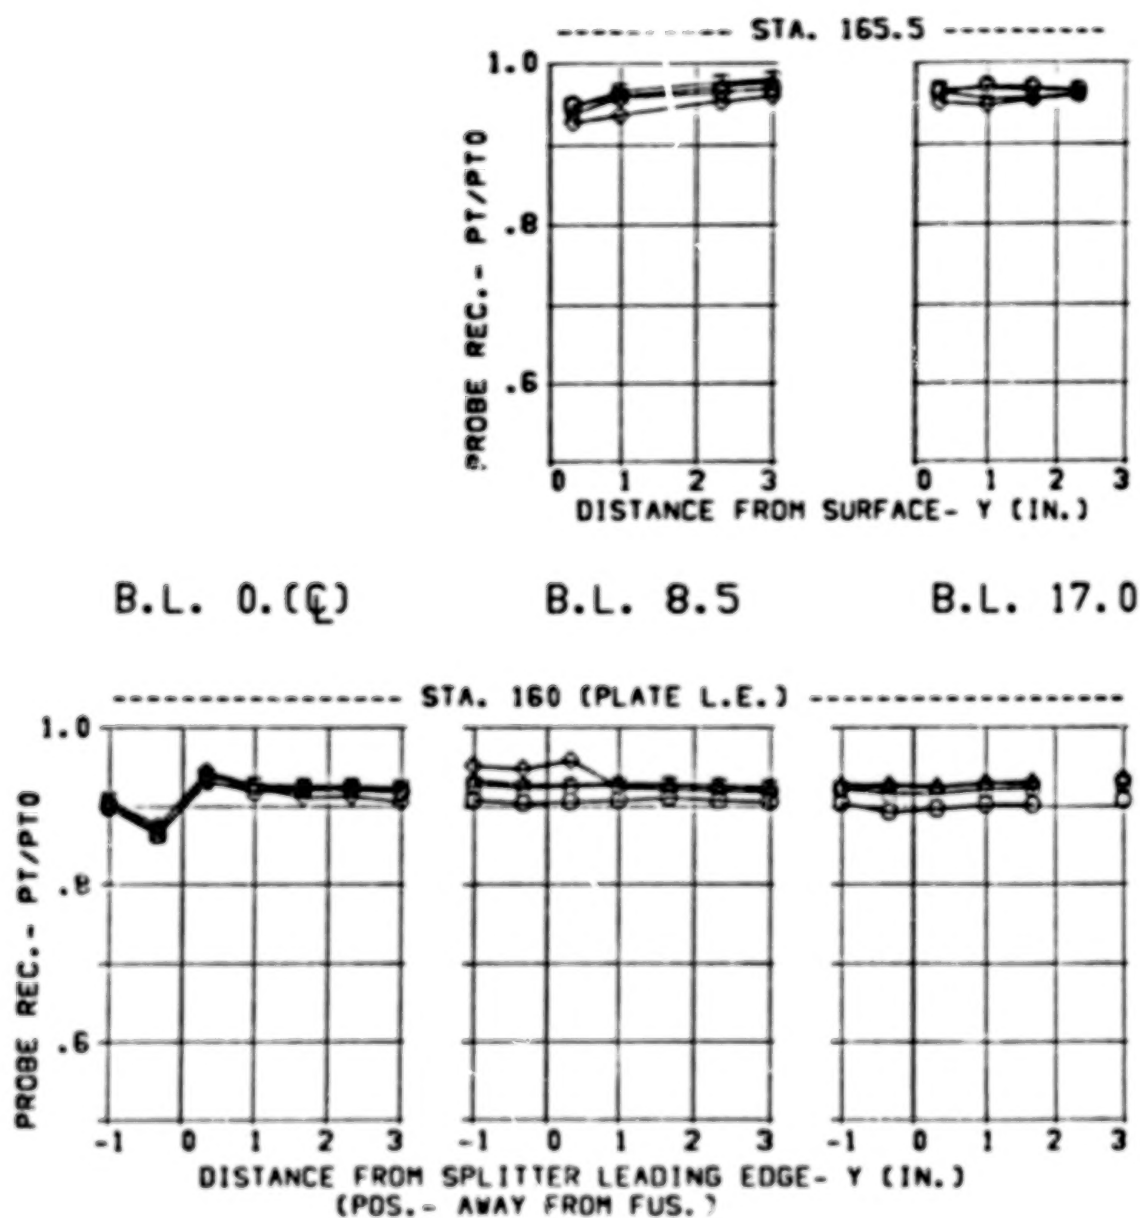 STA. 165.5
PROBE REC.- PT/PTO
1.0
.8
.6
0 1 2 3 0 1 2 3
DISTANCE FROM SURFACE- Y (IN.)
B.L. 0.(℄) B.L. 8.5 B.L. 17.0
STA. 160 (PLATE L.E.)
PROBE REC.- PT/PTO
1.0
.8
.6
-1 0 1 2 3 -1 0 1 2 3 -1 0 1 2 3
DISTANCE FROM SPLITTER LEADING EDGE- Y (IN.)
(POS.- AWAY FROM FUS.)